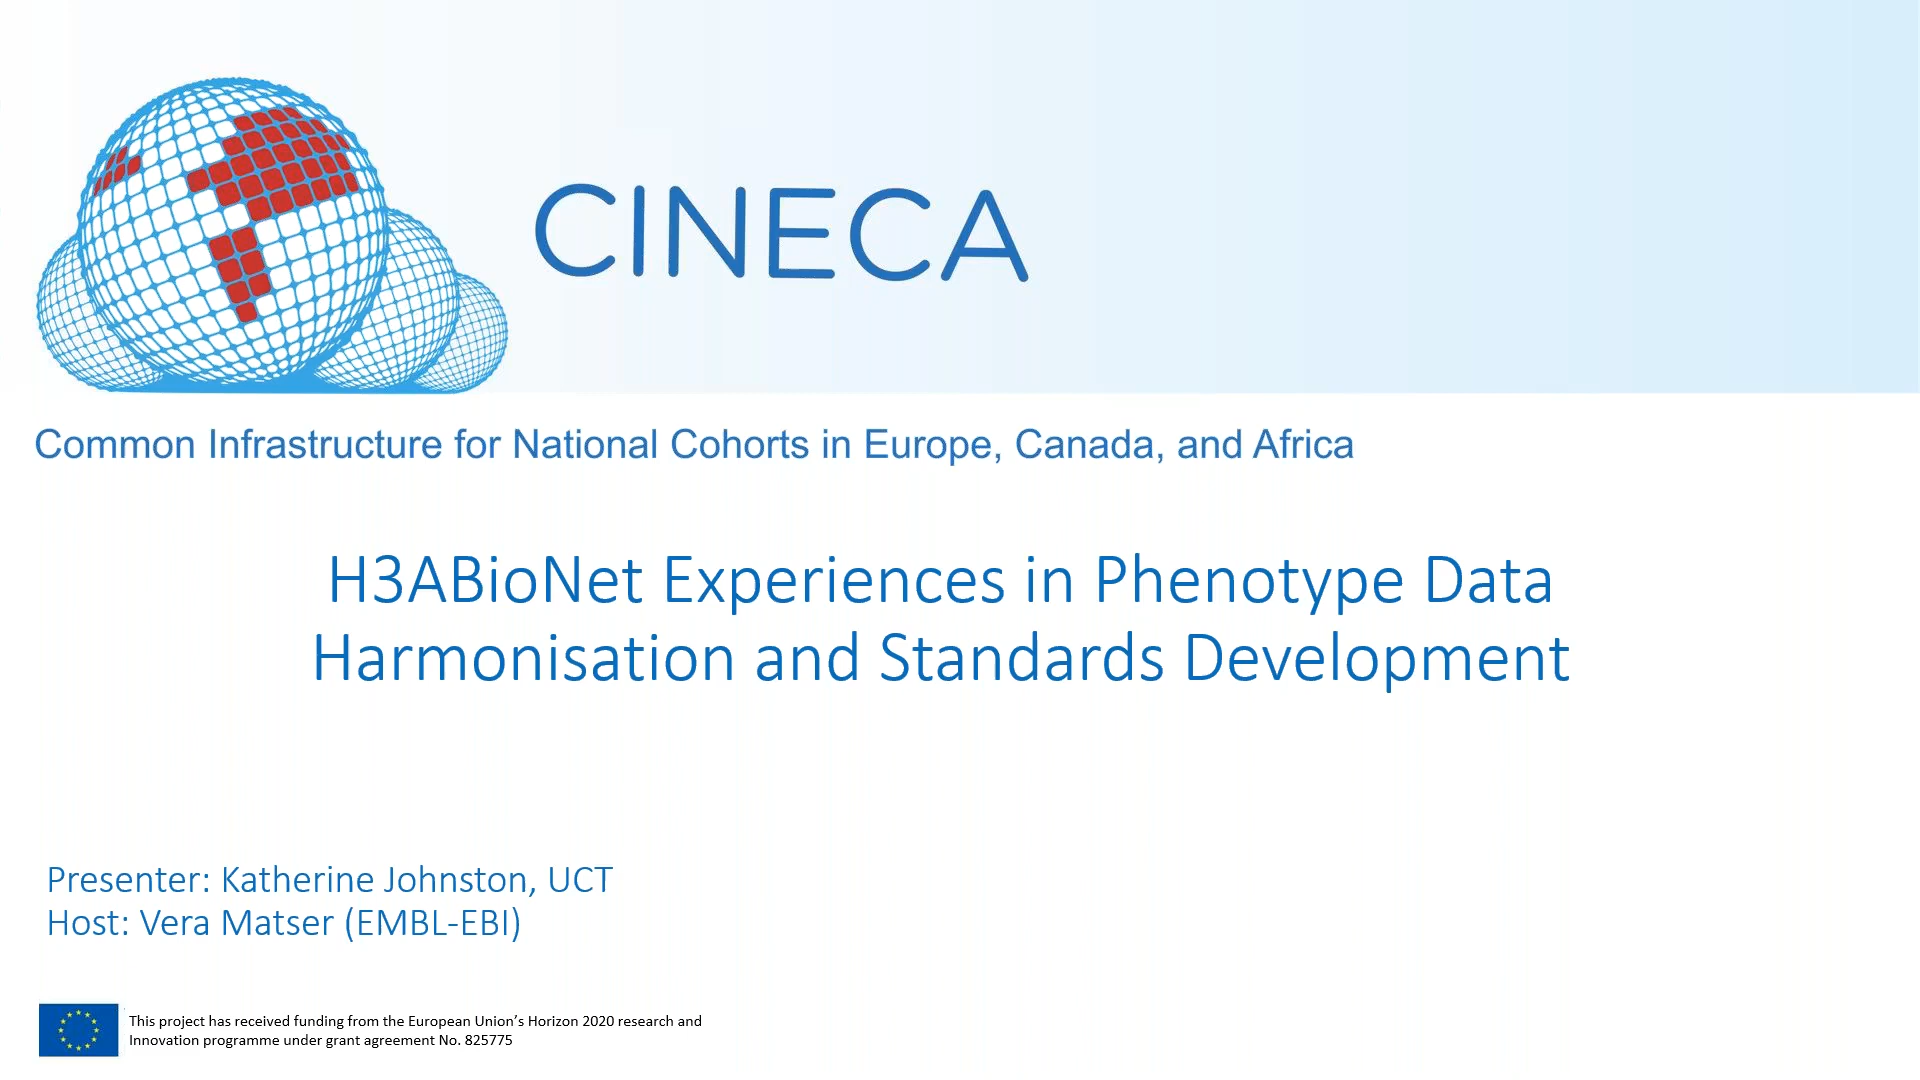 CINECA
Common Infrastructure for National Cohorts in Europe, Canada, and Africa
H3ABioNet Experiences in Phenotype Data
Harmonisation and Standards Development
Presenter: Katherine Johnston, UCT
Host: Vera Matser (EMBL-EBI)
This project has received funding from the European Union’s Horizon 2020 research and
Innovation programme under grant agreement No. 825775